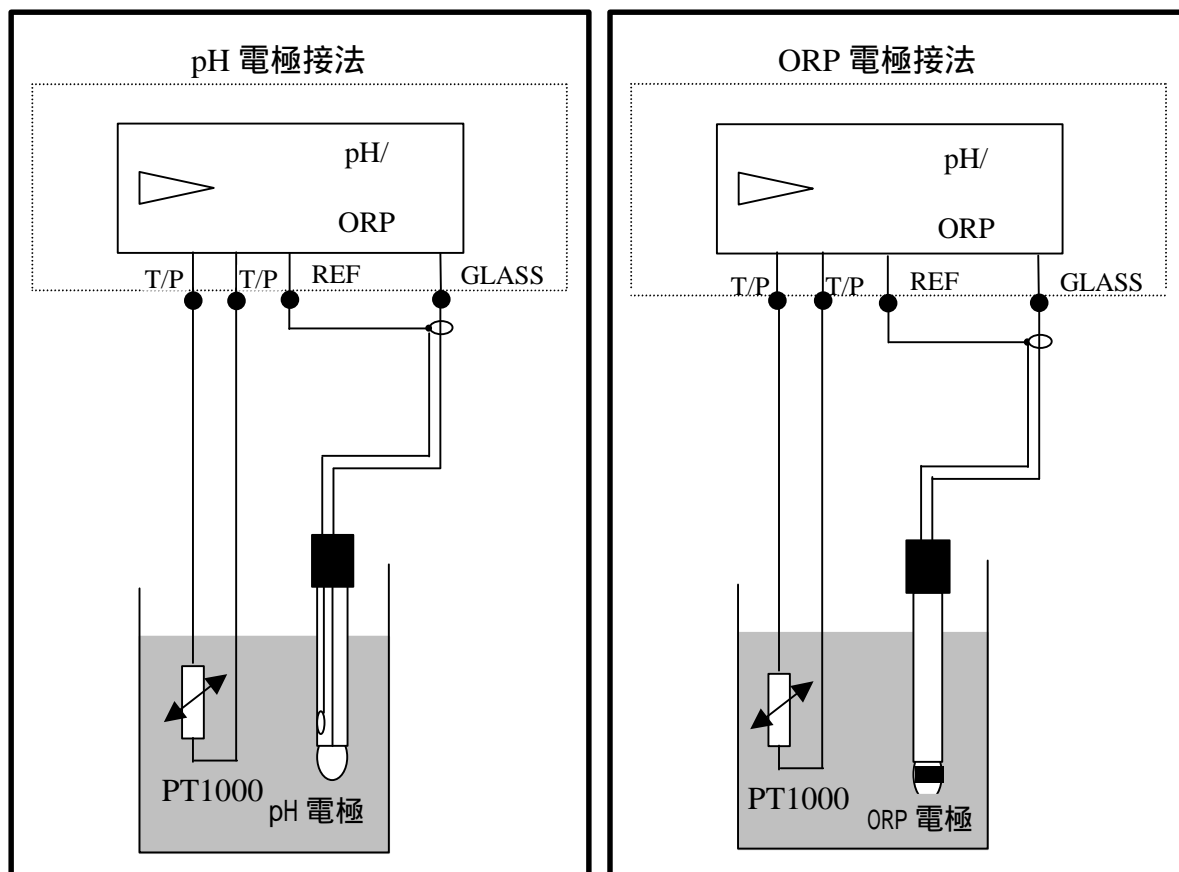 pH 電極接法
pH/
ORP
T/P T/P REF GLASS
PT1000
pH 電極
ORP 電極接法
pH/
ORP
T/P T/P REF GLASS
PT1000
ORP 電極